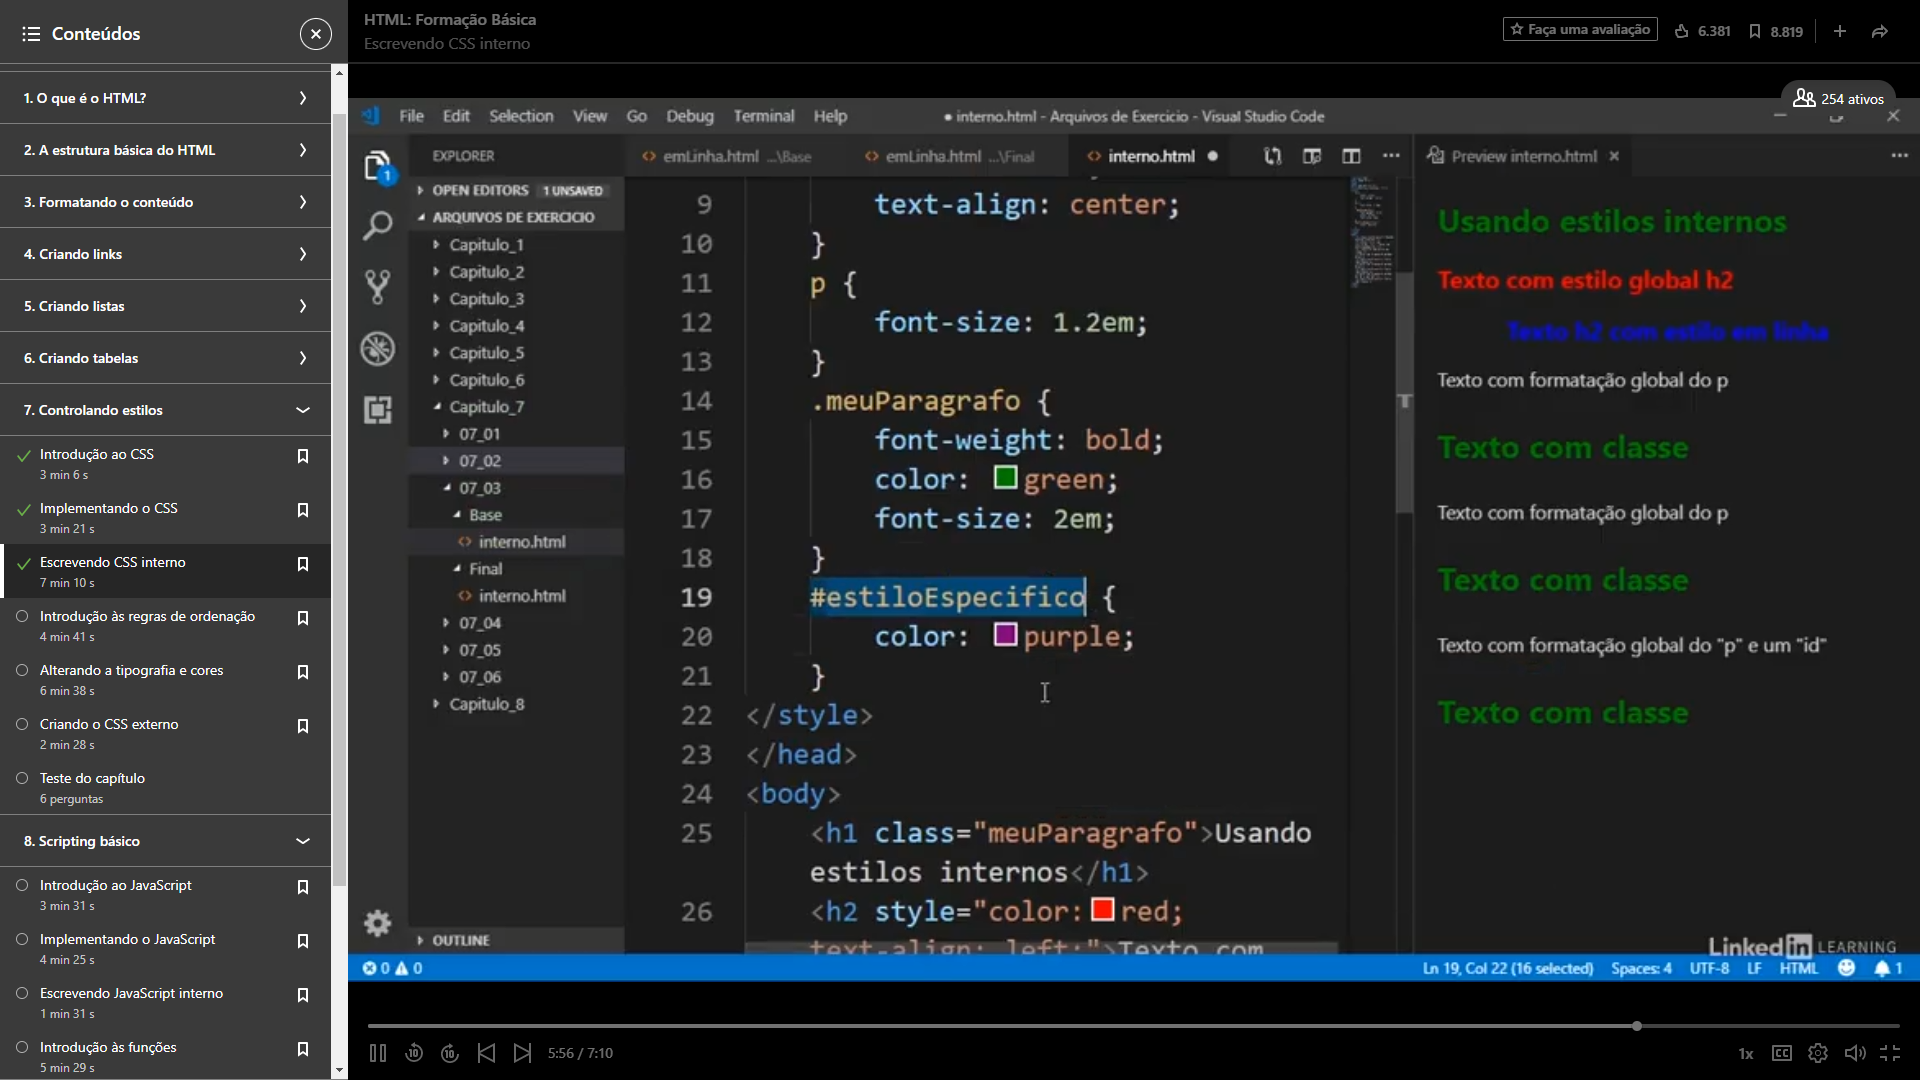 Conteúdos
HTML: Formação Básica
Escrevendo CSS interno
Faça uma avaliação
6.381
8.819
254 ativos
1. O que é o HTML?
2. A estrutura básica do HTML
3. Formatando o conteúdo
4. Criando links
5. Criando listas
6. Criando tabelas
7. Controlando estilos
Introdução ao CSS
3 min 6 s
Implementando o CSS
3 min 21 s
Escrevendo CSS interno
7 min 10 s
Introdução às regras de ordenação
4 min 41 s
Alterando a tipografia e cores
6 min 38 s
Criando o CSS externo
2 min 28 s
Teste do capítulo
6 perguntas
8. Scripting básico
Introdução ao JavaScript
3 min 31 s
Implementando o JavaScript
4 min 25 s
Escrevendo JavaScript interno
1 min 31 s
Introdução às funções
5 min 29 s
File Edit Selection View Go Debug Terminal Help
● interno.html - Arquivos de Exercicio - Visual Studio Code
EXPLORER
1
OPEN EDITORS 1 UNSAVED
ARQUIVOS DE EXERCICIO
Capitulo_1
Capitulo_2
Capitulo_3
Capitulo_4
Capitulo_5
Capitulo_6
Capitulo_7
07_01
07_02
07_03
Base
interno.html
Final
interno.html
07_04
07_05
07_06
Capitulo_8
OUTLINE
emLinha.html ...\Base
emLinha.html ...\Final
interno.html ●
Preview interno.html
9 text-align: center;
10 }
11 p {
12 font-size: 1.2em;
13 }
14 .meuParagrafo {
15 font-weight: bold;
16 color: green;
17 font-size: 2em;
18 }
19 #estiloEspecifico {
20 color: purple;
21 }
22 </style>
23 </head>
24 <body>
25 <h1 class="meuParagrafo">Usando
estilos internos</h1>
26 <h2 style="color: red;
text-align: left;">Texto com
Usando estilos internos
Texto com estilo global h2
Texto h2 com estilo em linha
Texto com formatação global do p
Texto com classe
Texto com formatação global do p
Texto com classe
Texto com formatação global do "p" e um "id"
Texto com classe
Linked in LEARNING
0 0
Ln 19, Col 22 (16 selected) Spaces: 4 UTF-8 LF HTML 1
10 10 5:56 / 7:10
1x CC